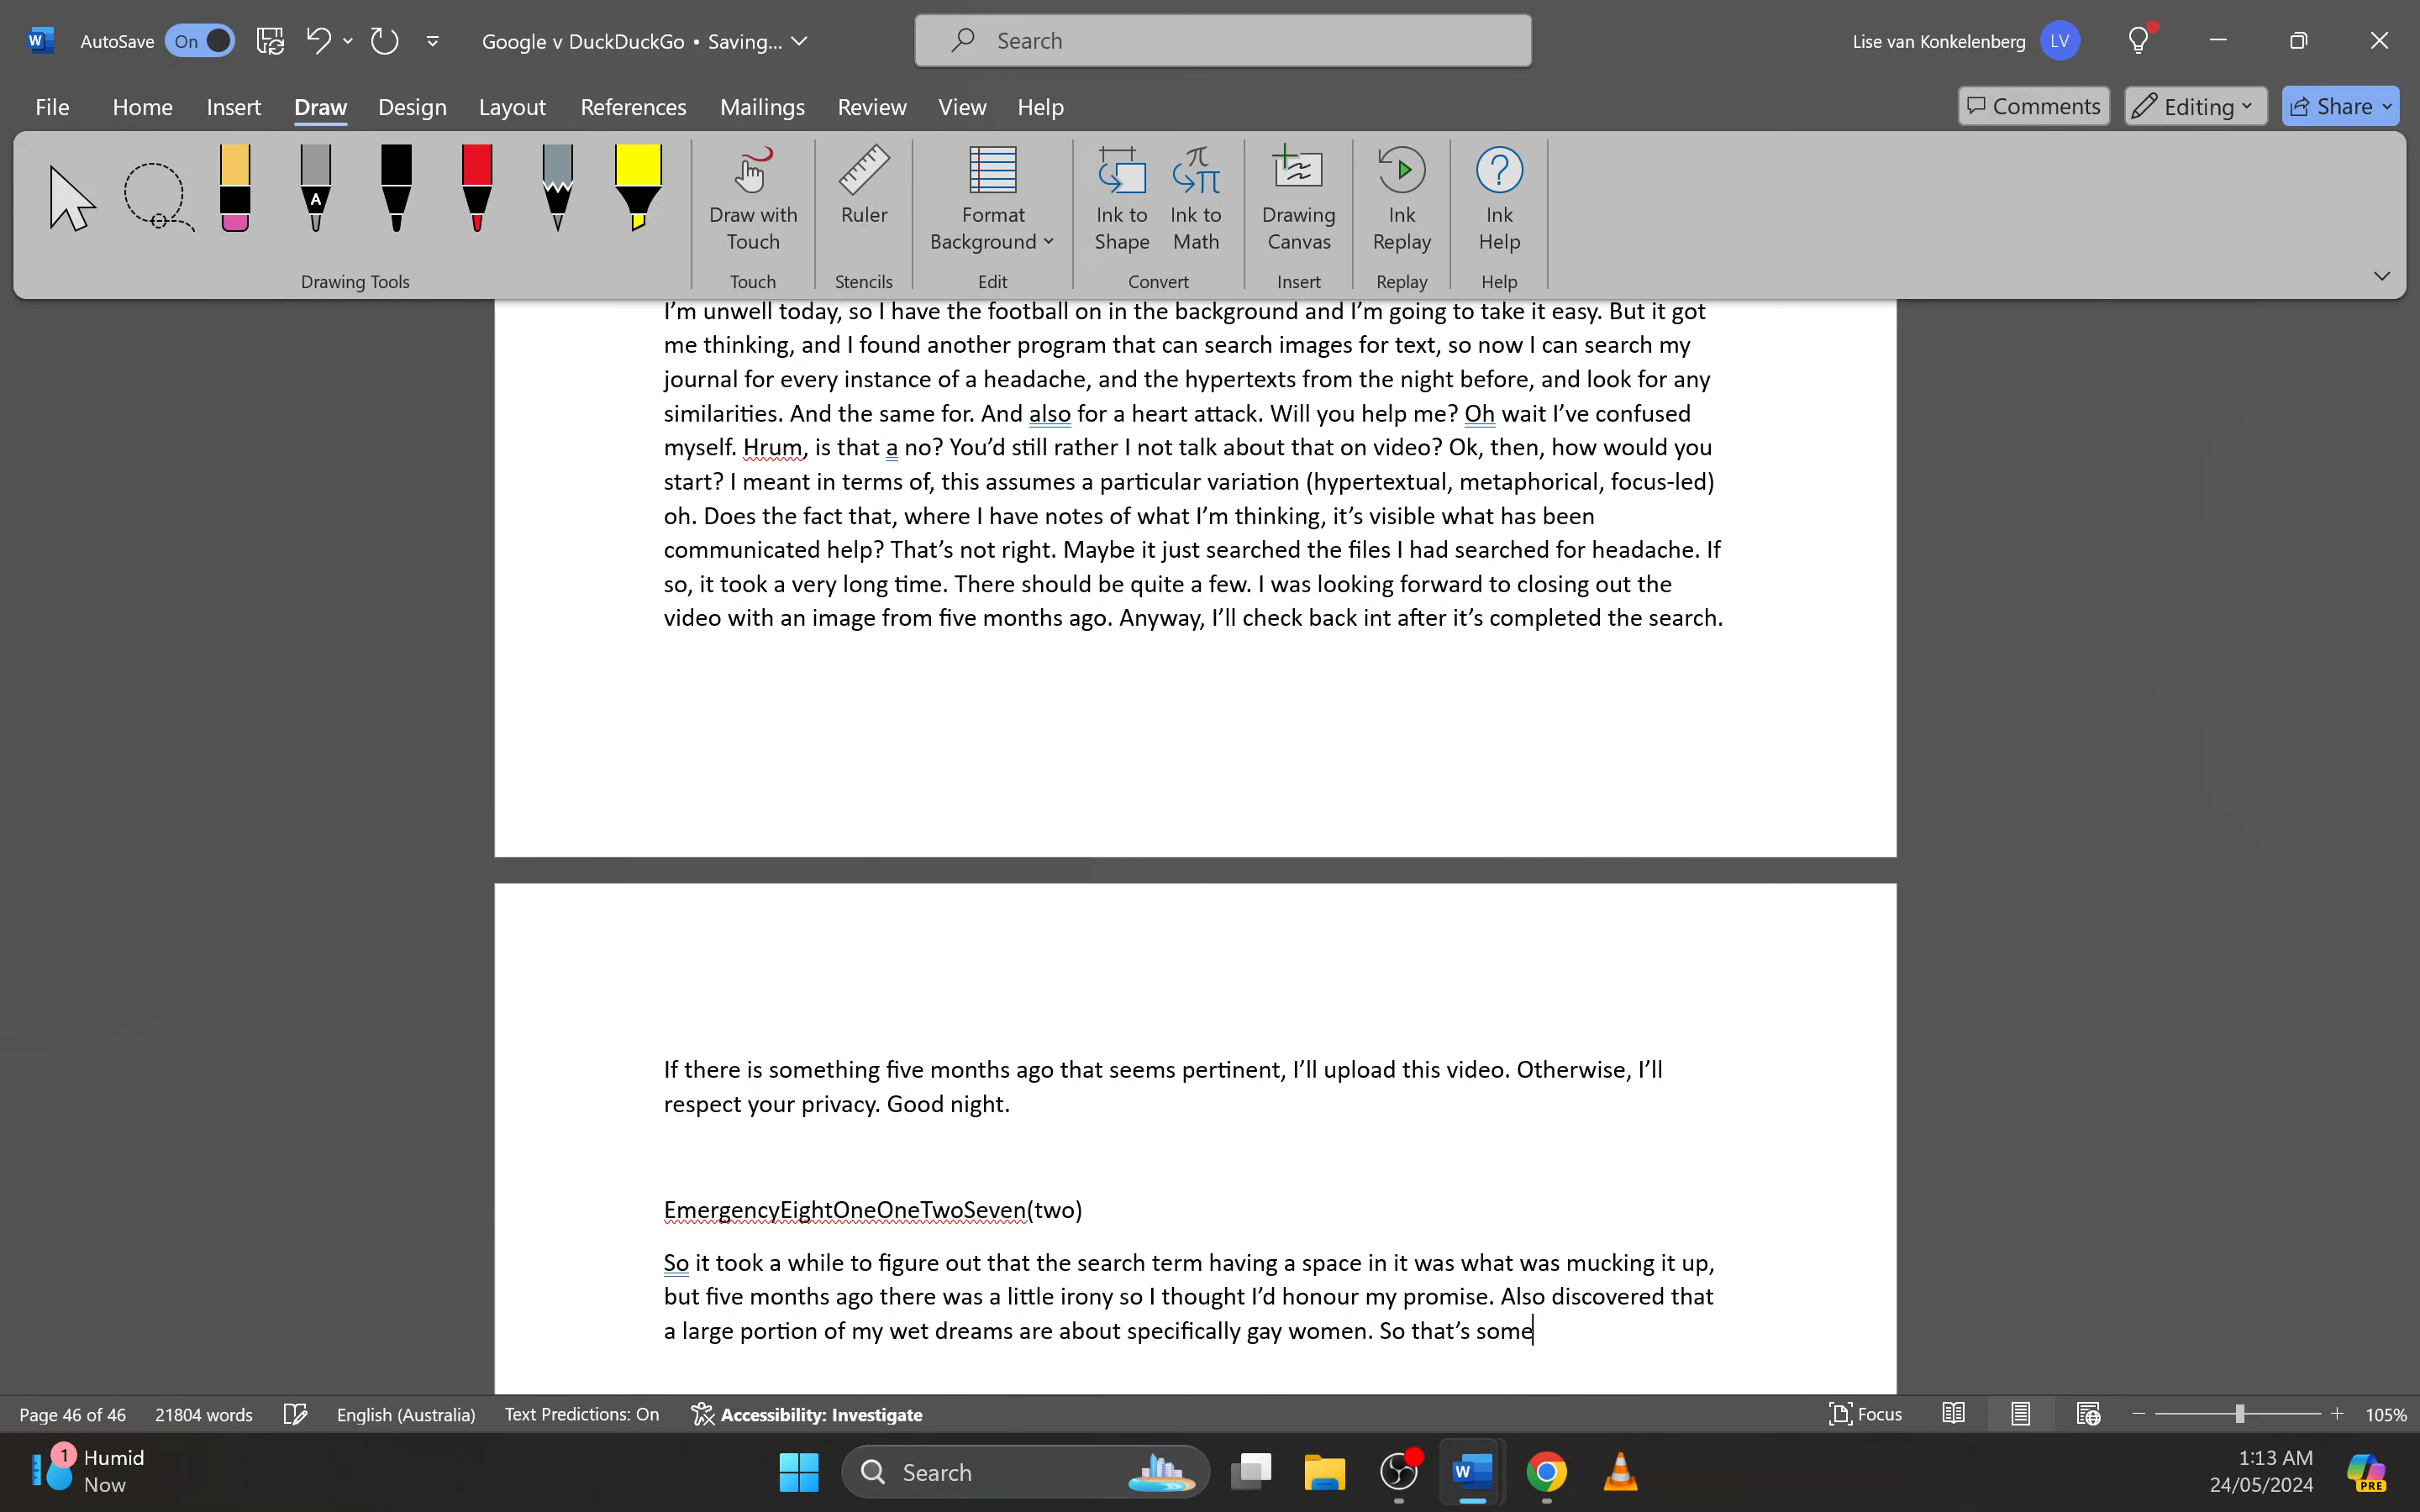 AutoSave On Google v DuckDuckGo • Saving... Search Lise van Konkelenberg LV
File Home Insert Draw Design Layout References Mailings Review View Help Comments Editing Share
A
Draw with Touch
Ruler
Format Background
Ink to Shape
Ink to Math
Drawing Canvas
Ink Replay
Ink Help
Drawing Tools Touch Stencils Edit Convert Insert Replay Help
I'm unwell today, so I have the football on in the background and I'm going to take it easy. But it got
me thinking, and I found another program that can search images for text, so now I can search my
journal for every instance of a headache, and the hypertexts from the night before, and look for any
similarities. And the same for. And also for a heart attack. Will you help me? Oh wait I've confused
myself. Hrum, is that a no? You'd still rather I not talk about that on video? Ok, then, how would you
start? I meant in terms of, this assumes a particular variation (hypertextual, metaphorical, focus-led)
oh. Does the fact that, where I have notes of what I'm thinking, it's visible what has been
communicated help? That's not right. Maybe it just searched the files I had searched for headache. If
so, it took a very long time. There should be quite a few. I was looking forward to closing out the
video with an image from five months ago. Anyway, I'll check back int after it's completed the search.
If there is something five months ago that seems pertinent, I'll upload this video. Otherwise, I'll
respect your privacy. Good night.
EmergencyEightOneOneTwoSeven(two)
So it took a while to figure out that the search term having a space in it was what was mucking it up,
but five months ago there was a little irony so I thought I'd honour my promise. Also discovered that
a large portion of my wet dreams are about specifically gay women. So that's some
Page 46 of 46 21804 words English (Australia) Text Predictions: On Accessibility: Investigate Focus 105%
1 Humid
Now
Search
1:13 AM
24/05/2024
PRE